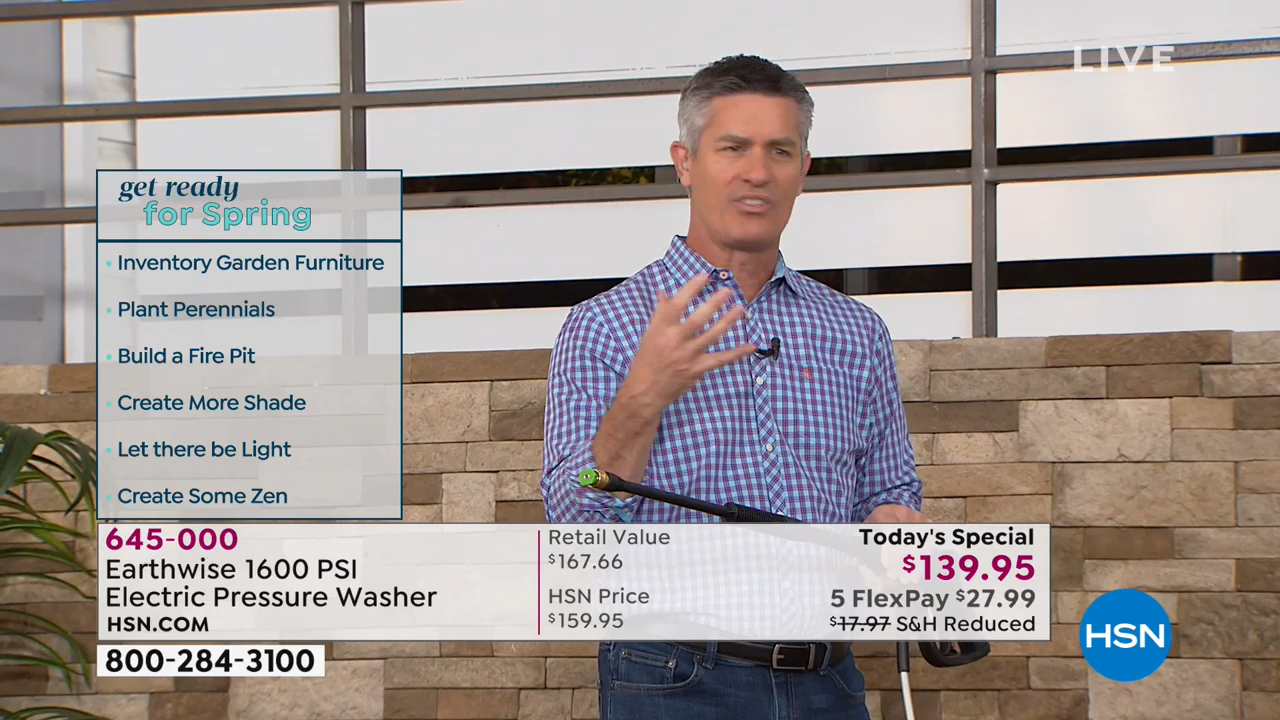 LIVE
get ready
for Spring
Inventory Garden Furniture
Plant Perennials
Build a Fire Pit
Create More Shade
Let there be Light
Create Some Zen
645-000
Earthwise 1600 PSI
Electric Pressure Washer
HSN.COM
Retail Value
$167.66
HSN Price
$159.95
Today's Special
$139.95
5 FlexPay $27.99
$17.97 S&H Reduced
800-284-3100
HSN